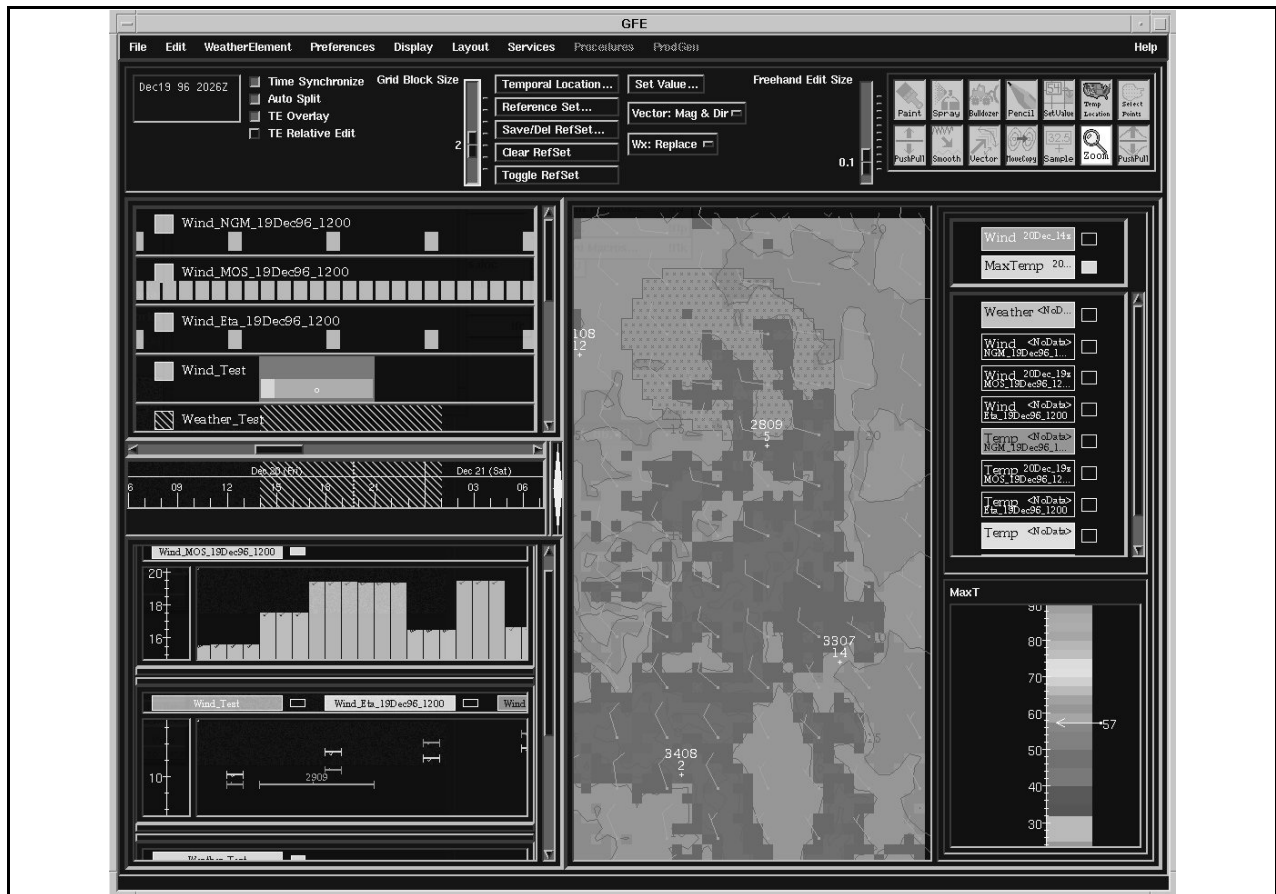 GFE
File Edit WeatherElement Preferences Display Layout Services Procedures ProdGen Help
Dec19 96 2026Z
Time Synchronize
Auto Split
TE Overlay
TE Relative Edit
Grid Block Size
2
Temporal Location...
Reference Set...
Save/Del RefSet...
Clear RefSet
Toggle RefSet
Set Value...
Vector: Mag & Dir
Wx: Replace
Freehand Edit Size
0.1
Paint Spray Bulldozer Pencil SetValue Temp Location Select Points
PushPull Smooth Vector MoveCopy Sample Zoom PushPull
Wind_NGM_19Dec96_1200
Wind_MOS_19Dec96_1200
Wind_Eta_19Dec96_1200
Wind_Test
Weather_Test
Dec 20 (Fri) Dec 21 (Sat)
6 09 12 15 18 21 03 06
Wind_MOS_19Dec96_1200
20
18
16
Wind_Test Wind_Eta_19Dec96_1200 Wind
10
2909
Weather_Test
20
108
12
2809
5
30
3307
14
3408
2
Wind 20Dec_14z
MaxTemp 20...
Weather <NoD...
Wind <NoData>
NGM_19Dec96_1...
Wind 20Dec_19z
MOS_19Dec96_12...
Wind <NoData>
Eta_19Dec96_1200
Temp <NoData>
NGM_19Dec96_1...
Temp 20Dec_19z
MOS_19Dec96_12...
Temp <NoData>
Eta_19Dec96_1200
Temp <NoData>
MaxT
90
80
70
60
57
50
40
30